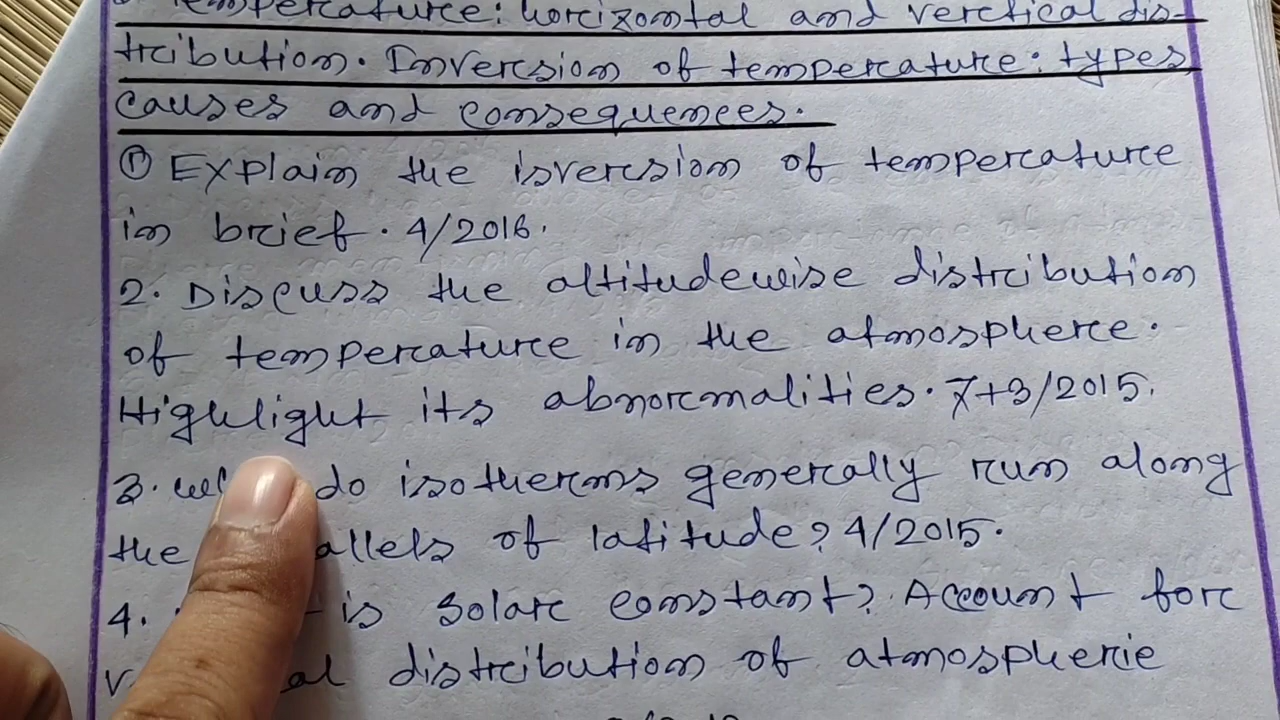 temperature: horizontal and vertical dis-
tribution. Inversion of temperature: types,
causes and consequences.
① Explain the isversion of temperature
in brief. 4/2016.
2. Discuss the altitudewise distribution
of temperature in the atmosphere.
Highlight its abnormalities. 7+3/2015.
3. do isotherms generally run along
the of latitude? 4/2015.
4. is Solar constant? Account for
distribution of atmospheric